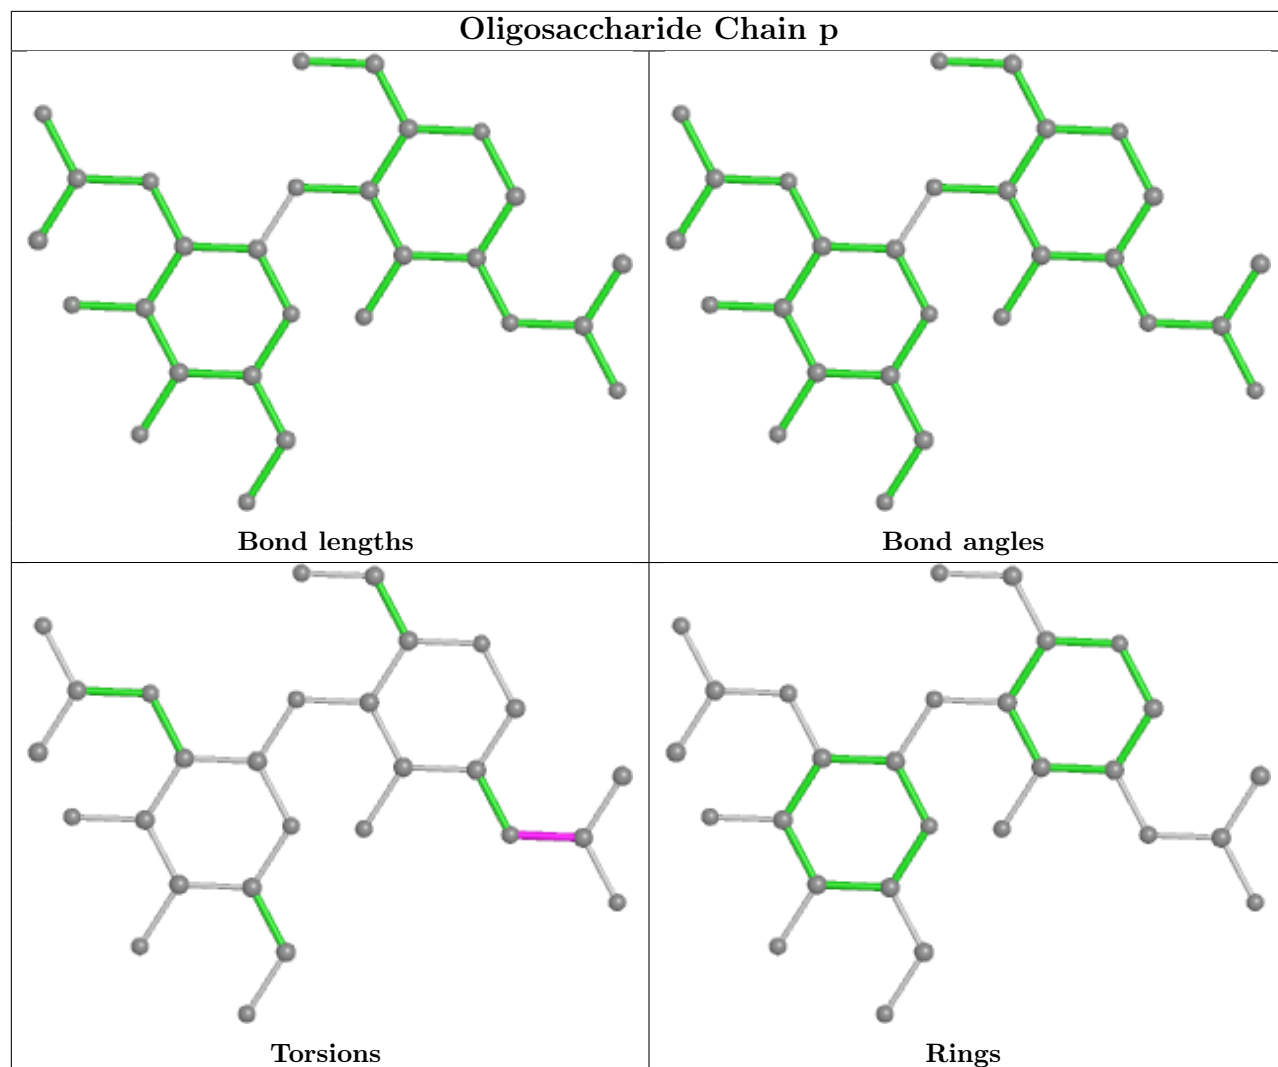 Oligosaccharide Chain p
Bond lengths
Bond angles
Torsions
Rings